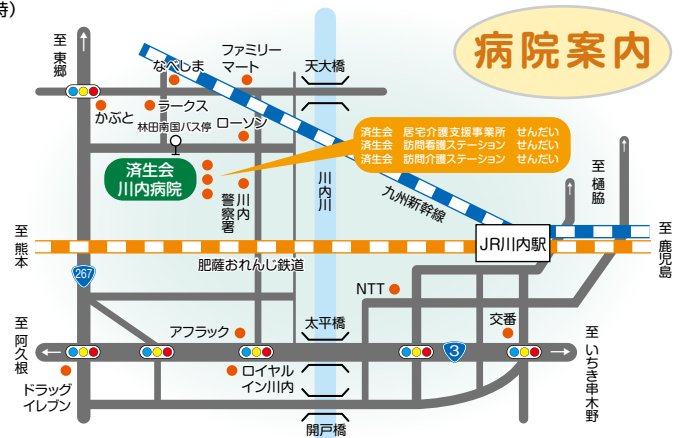 時）
病院案内
至東郷
なべしま
ファミリー
マート
天大橋
かぶと
ラークス
林田南国バス停
ローソン
済生会　居宅介護支援事業所　せんだい
済生会　訪問看護ステーション　せんだい
済生会　訪問介護ステーション　せんだい
済生会
川内病院
川内
警察署
川内川
九州新幹線
至樋脇
至熊本
JR川内駅
至鹿児島
267
肥薩おれんじ鉄道
NTT
至阿久根
アフラック
太平橋
3
交番
至いちき串木野
ドラッグ
イレブン
ロイヤル
イン川内
開戸橋